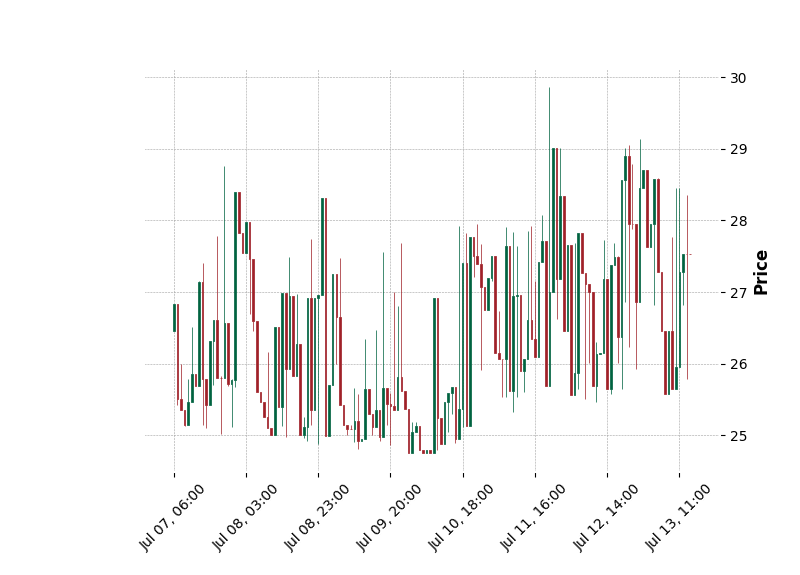 30
29
28
27
26
25
Price
Jul 07, 06:00
Jul 08, 03:00
Jul 08, 23:00
Jul 09, 20:00
Jul 10, 18:00
Jul 11, 16:00
Jul 12, 14:00
Jul 13, 11:00